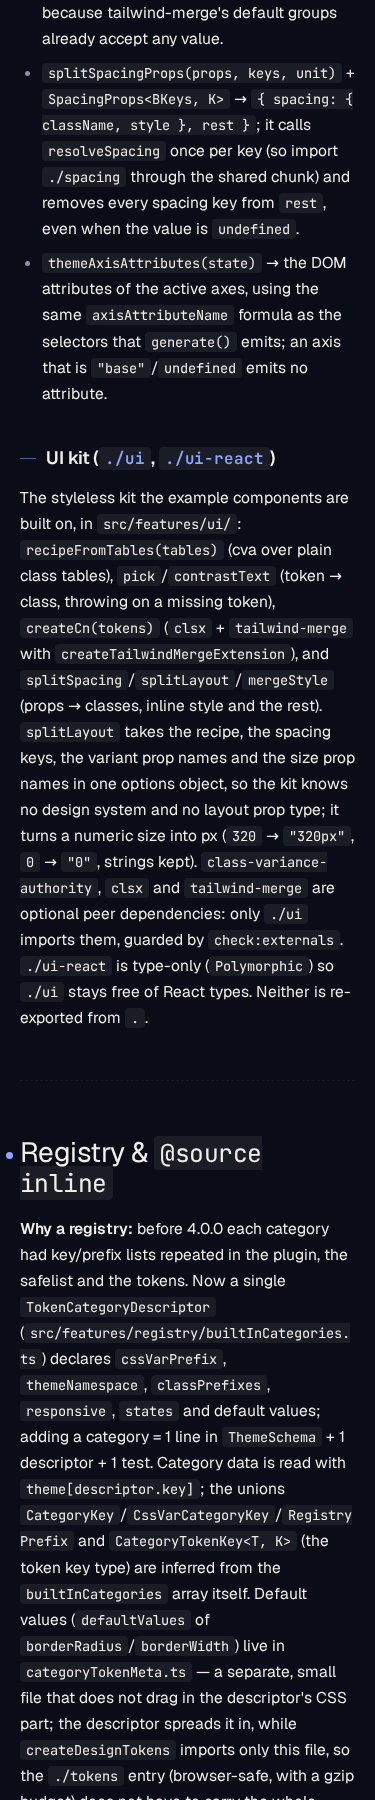 because tailwind-merge's default groups
already accept any value.
splitSpacingProps(props, keys, unit) +
SpacingProps<BKeys, K> → { spacing: {
className, style }, rest } ; it calls
resolveSpacing once per key (so import
./spacing through the shared chunk) and
removes every spacing key from rest,
even when the value is undefined.
themeAxisAttributes(state) → the DOM
attributes of the active axes, using the
same axisAttributeName formula as the
selectors that generate() emits; an axis
that is "base" / undefined emits no
attribute.
— UI kit ( ./ui , ./ui-react )
The styleless kit the example components are
built on, in src/features/ui/ :
recipeFromTables(tables) (cva over plain
class tables), pick / contrastText (token →
class, throwing on a missing token),
createCn(tokens) ( clsx + tailwind-merge
with createTailwindMergeExtension ), and
splitSpacing / splitLayout / mergeStyle
(props → classes, inline style and the rest).
splitLayout takes the recipe, the spacing
keys, the variant prop names and the size prop
names in one options object, so the kit knows
no design system and no layout prop type; it
turns a numeric size into px ( 320 → "320px" ,
0 → "0" , strings kept). class-variance-
authority , clsx and tailwind-merge are
optional peer dependencies: only ./ui
imports them, guarded by check:externals .
./ui-react is type-only ( Polymorphic ) so
./ui stays free of React types. Neither is re-
exported from . .
Registry & @source
inline
Why a registry: before 4.0.0 each category
had key/prefix lists repeated in the plugin, the
safelist and the tokens. Now a single
TokenCategoryDescriptor
( src/features/registry/builtInCategories.
ts ) declares cssVarPrefix ,
themeNamespace , classPrefixes ,
responsive , states and default values;
adding a category = 1 line in ThemeSchema + 1
descriptor + 1 test. Category data is read with
theme[descriptor.key] ; the unions
CategoryKey / CssVarCategoryKey / Registry
Prefix and CategoryTokenKey<T, K> (the
token key type) are inferred from the
builtInCategories array itself. Default
values ( defaultValues of
borderRadius / borderWidth ) live in
categoryTokenMeta.ts — a separate, small
file that does not drag in the descriptor's CSS
part; the descriptor spreads it in, while
createDesignTokens imports only this file, so
the ./tokens entry (browser-safe, with a gzip
budget) does not have to carry the whole